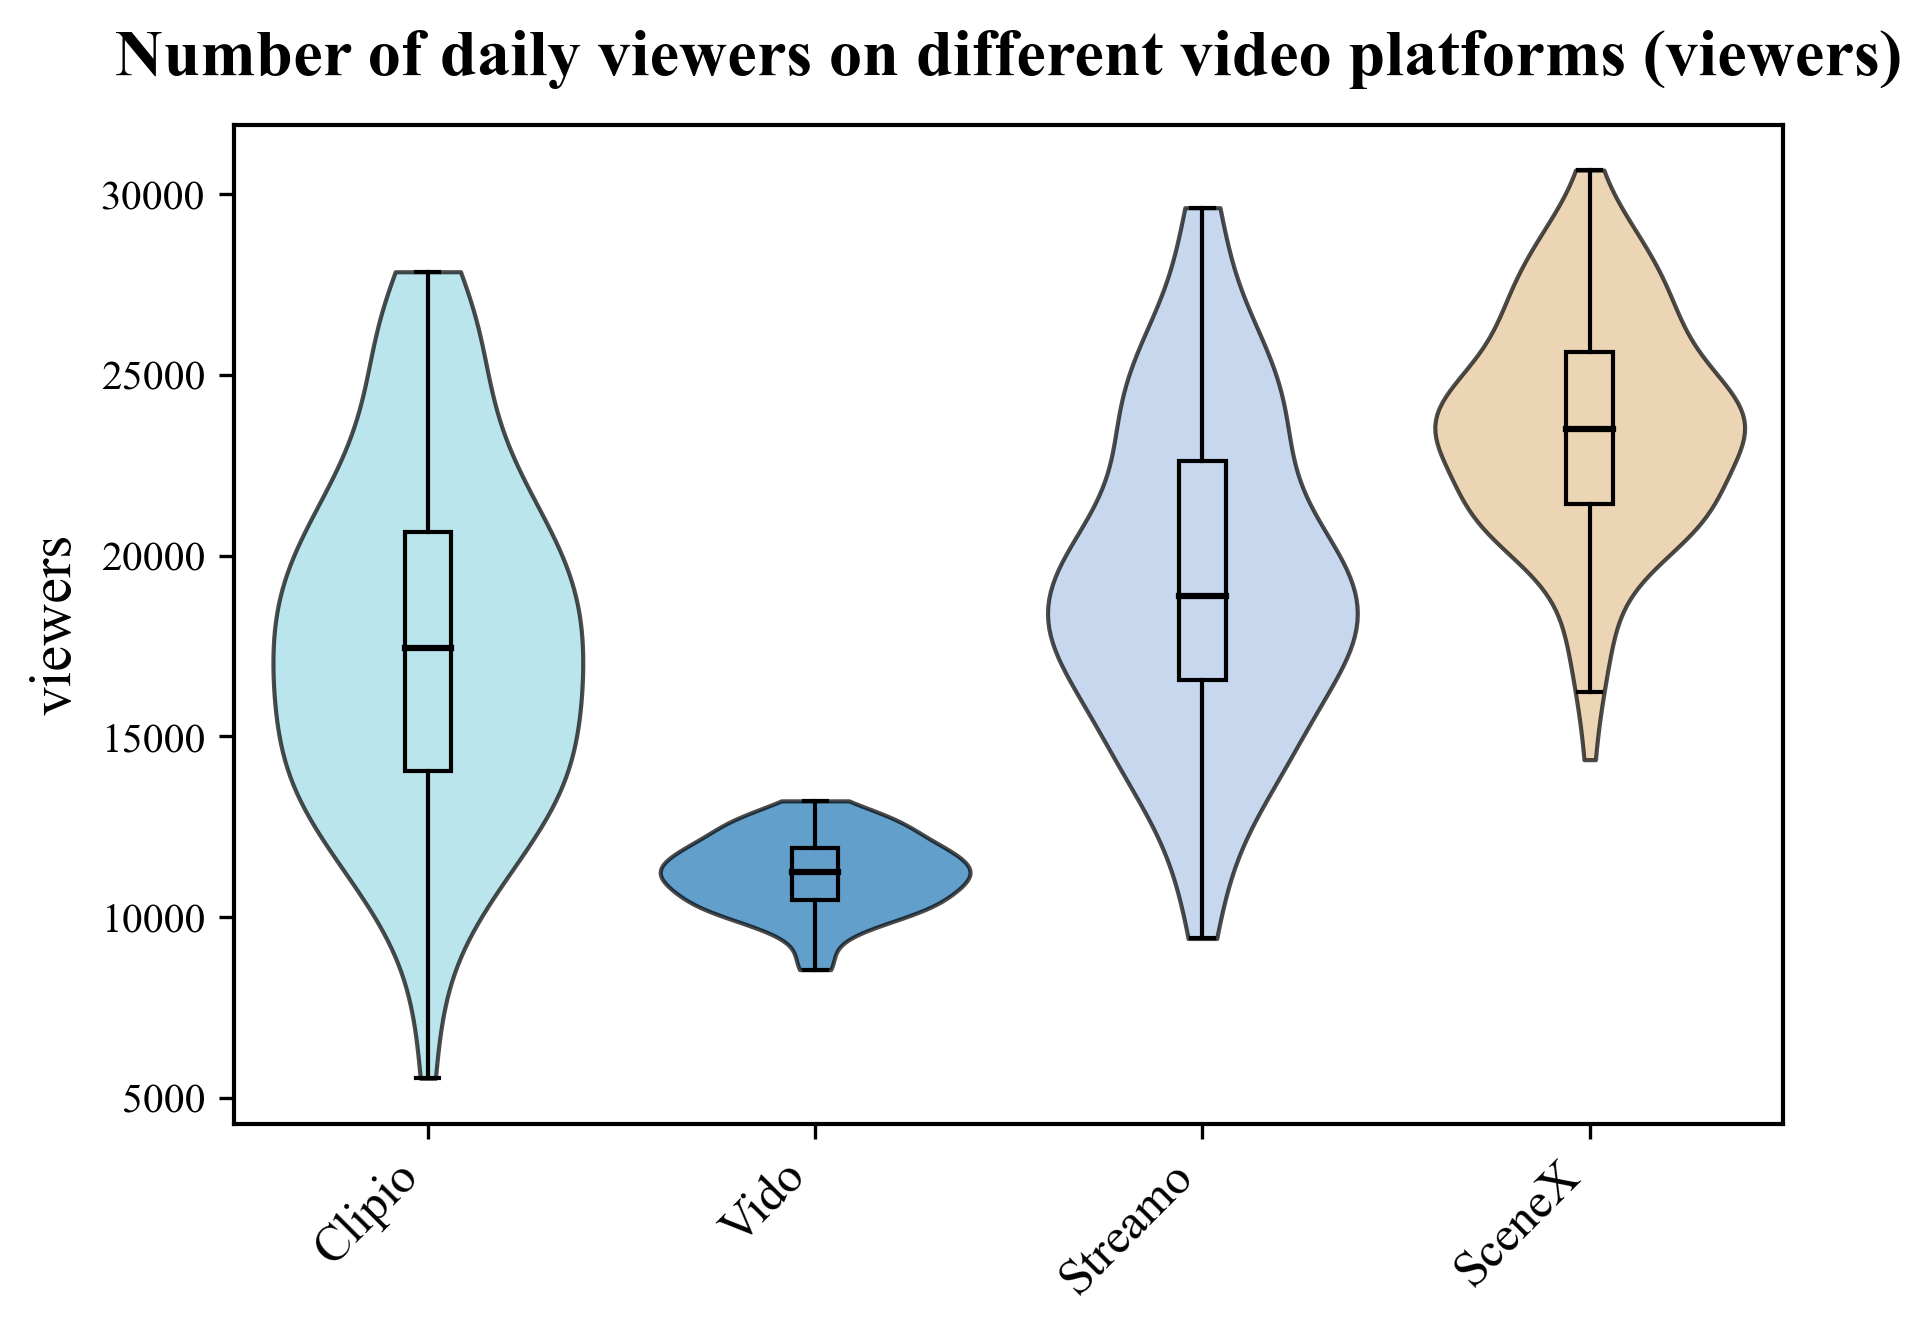 Number of daily viewers on different video platforms (viewers)
viewers
30000
25000
20000
15000
10000
5000
Clipio
Vido
Streamo
SceneX